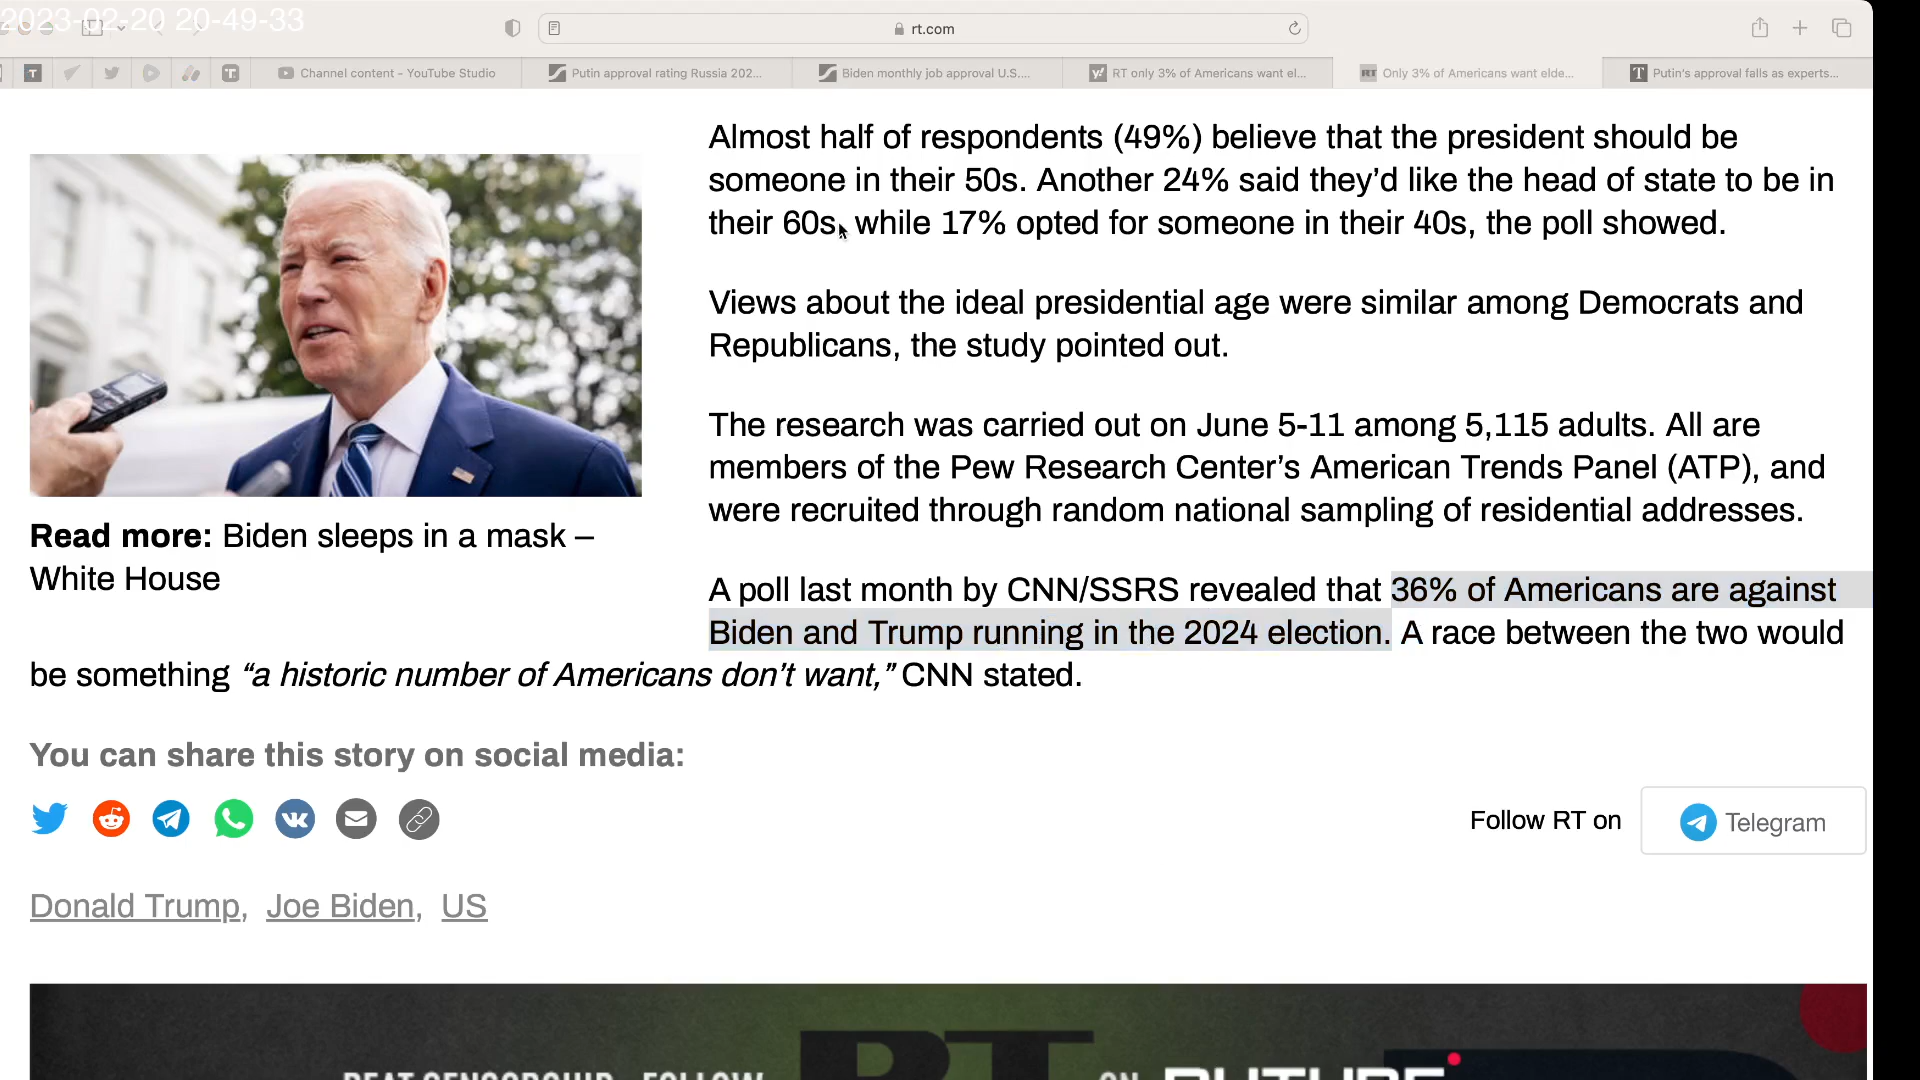 2023-02-20 20-49-33
rt.com
Channel content - YouTube Studio
Putin approval rating Russia 202...
Biden monthly job approval U.S....
RT only 3% of Americans want el...
Only 3% of Americans want elde...
Putin's approval falls as experts...
Almost half of respondents (49%) believe that the president should be
someone in their 50s. Another 24% said they’d like the head of state to be in
their 60s, while 17% opted for someone in their 40s, the poll showed.
Views about the ideal presidential age were similar among Democrats and
Republicans, the study pointed out.
The research was carried out on June 5-11 among 5,115 adults. All are
members of the Pew Research Center’s American Trends Panel (ATP), and
were recruited through random national sampling of residential addresses.
Read more: Biden sleeps in a mask –
White House
A poll last month by CNN/SSRS revealed that 36% of Americans are against
Biden and Trump running in the 2024 election. A race between the two would
be something “a historic number of Americans don’t want,” CNN stated.
You can share this story on social media:
Follow RT on
Telegram
Donald Trump, Joe Biden, US
RT